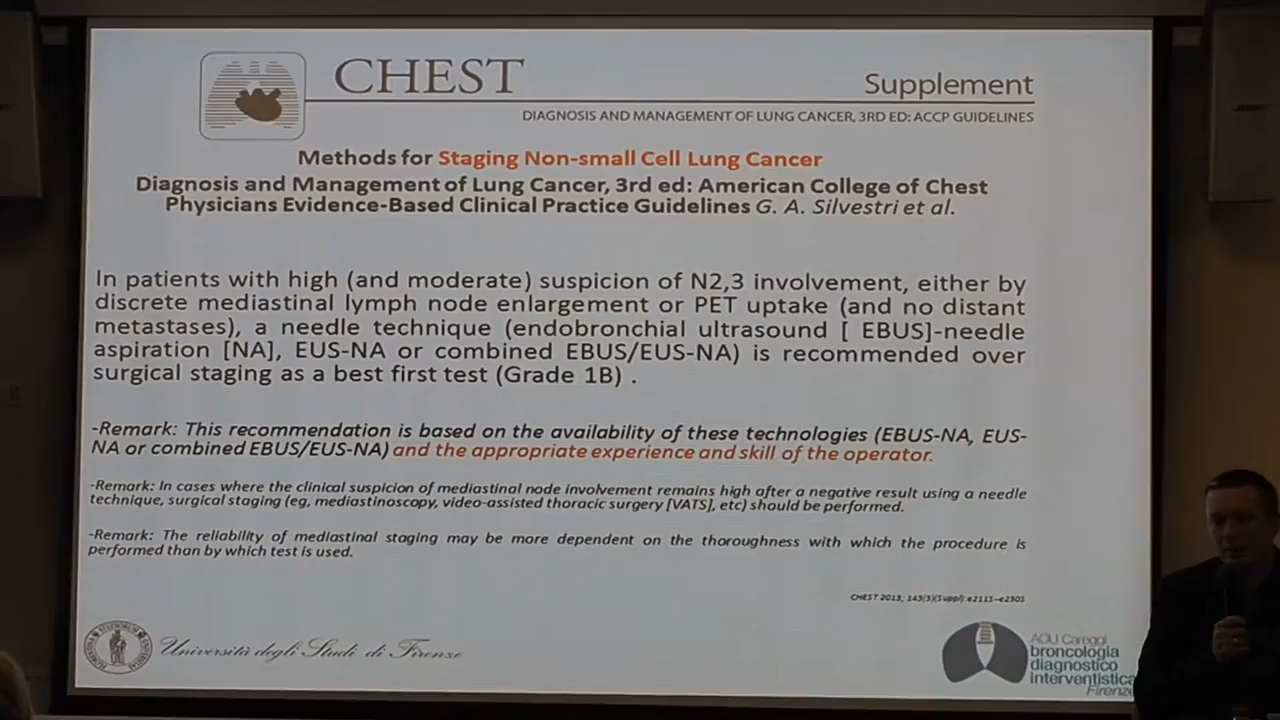 CHEST
Supplement
DIAGNOSIS AND MANAGEMENT OF LUNG CANCER, 3RD ED: ACCP GUIDELINES
Methods for Staging Non-small Cell Lung Cancer
Diagnosis and Management of Lung Cancer, 3rd ed: American College of Chest
Physicians Evidence-Based Clinical Practice Guidelines G. A. Silvestri et al.
In patients with high (and moderate) suspicion of N2,3 involvement, either by
discrete mediastinal lymph node enlargement or PET uptake (and no distant
metastases), a needle technique (endobronchial ultrasound [ EBUS]-needle
aspiration [NA], EUS-NA or combined EBUS/EUS-NA) is recommended over
surgical staging as a best first test (Grade 1B) .
-Remark: This recommendation is based on the availability of these technologies (EBUS-NA, EUS-
NA or combined EBUS/EUS-NA) and the appropriate experience and skill of the operator.
-Remark: In cases where the clinical suspicion of mediastinal node involvement remains high after a negative result using a needle
technique, surgical staging (eg, mediastinoscopy, video-assisted thoracic surgery [VATS], etc) should be performed.
-Remark: The reliability of mediastinal staging may be more dependent on the thoroughness with which the procedure is
performed than by which test is used.
CHEST 2013; 143(5)(Suppl):e211S–e250S
Università degli Studi di Firenze
AOU Careggi
broncologia
diagnostico
interventistica
Firenze